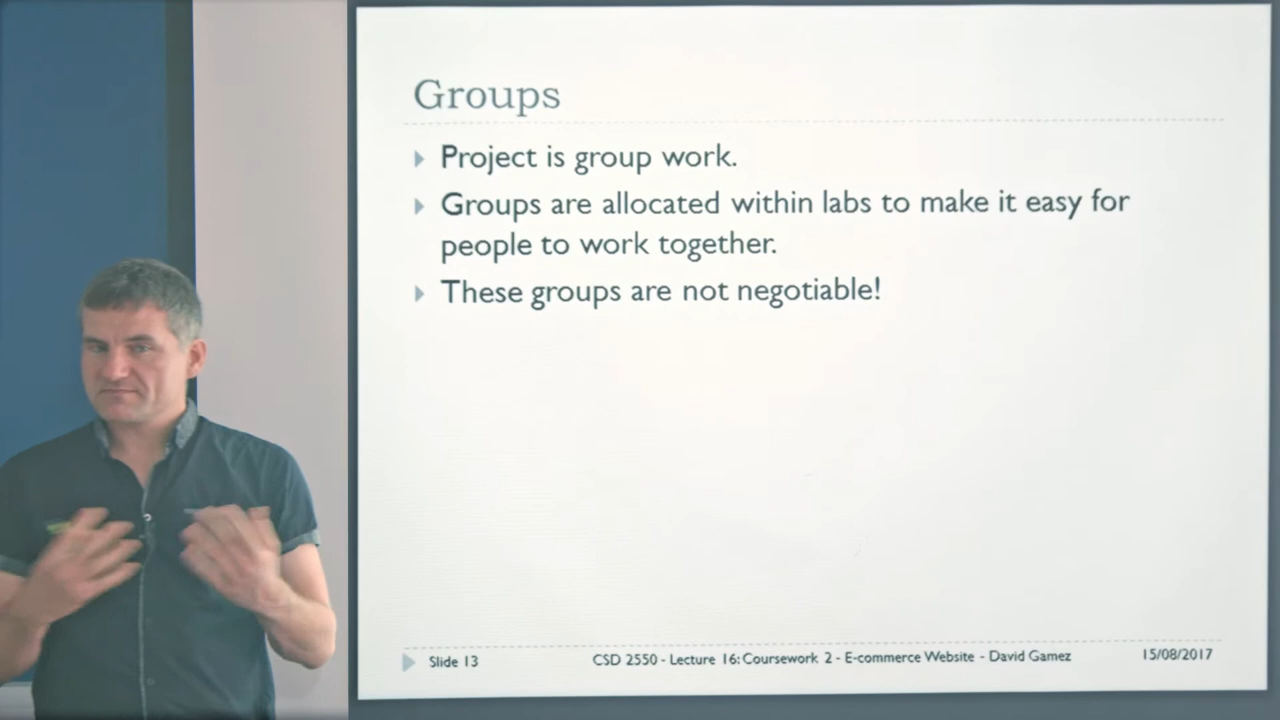 Groups
Project is group work.
Groups are allocated within labs to make it easy for
people to work together.
These groups are not negotiable!
Slide 13
CSD 2550 - Lecture 16: Coursework 2 - E-commerce Website - David Gamez
15/08/2017